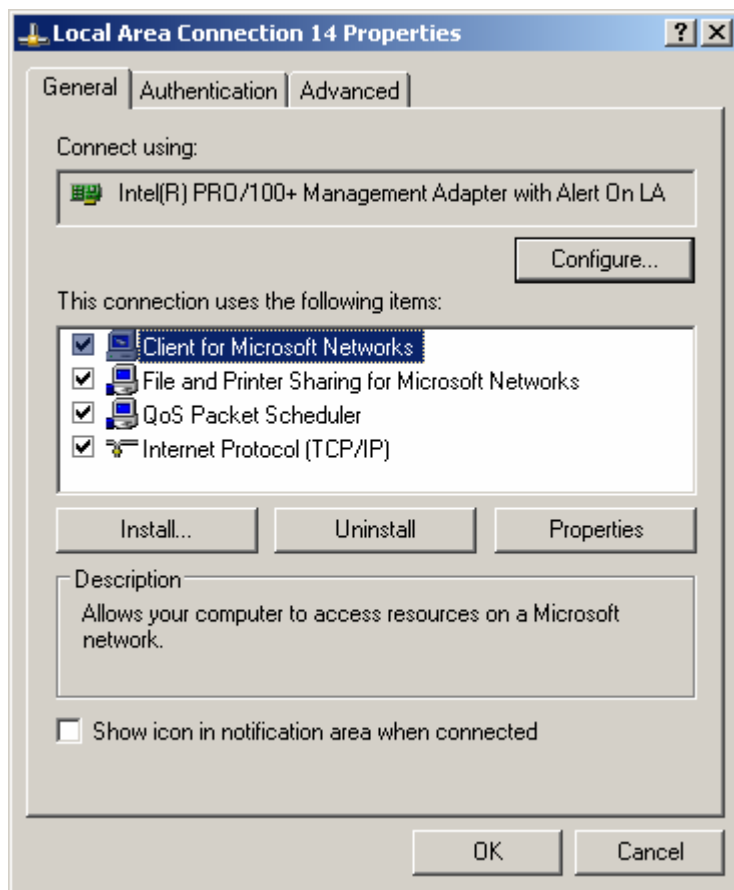 Local Area Connection 14 Properties
General Authentication Advanced
Connect using:
Intel(R) PRO/100+ Management Adapter with Alert On LA
Configure...
This connection uses the following items:
Client for Microsoft Networks
File and Printer Sharing for Microsoft Networks
QoS Packet Scheduler
Internet Protocol (TCP/IP)
Install... Uninstall Properties
Description
Allows your computer to access resources on a Microsoft
network.
Show icon in notification area when connected
OK Cancel